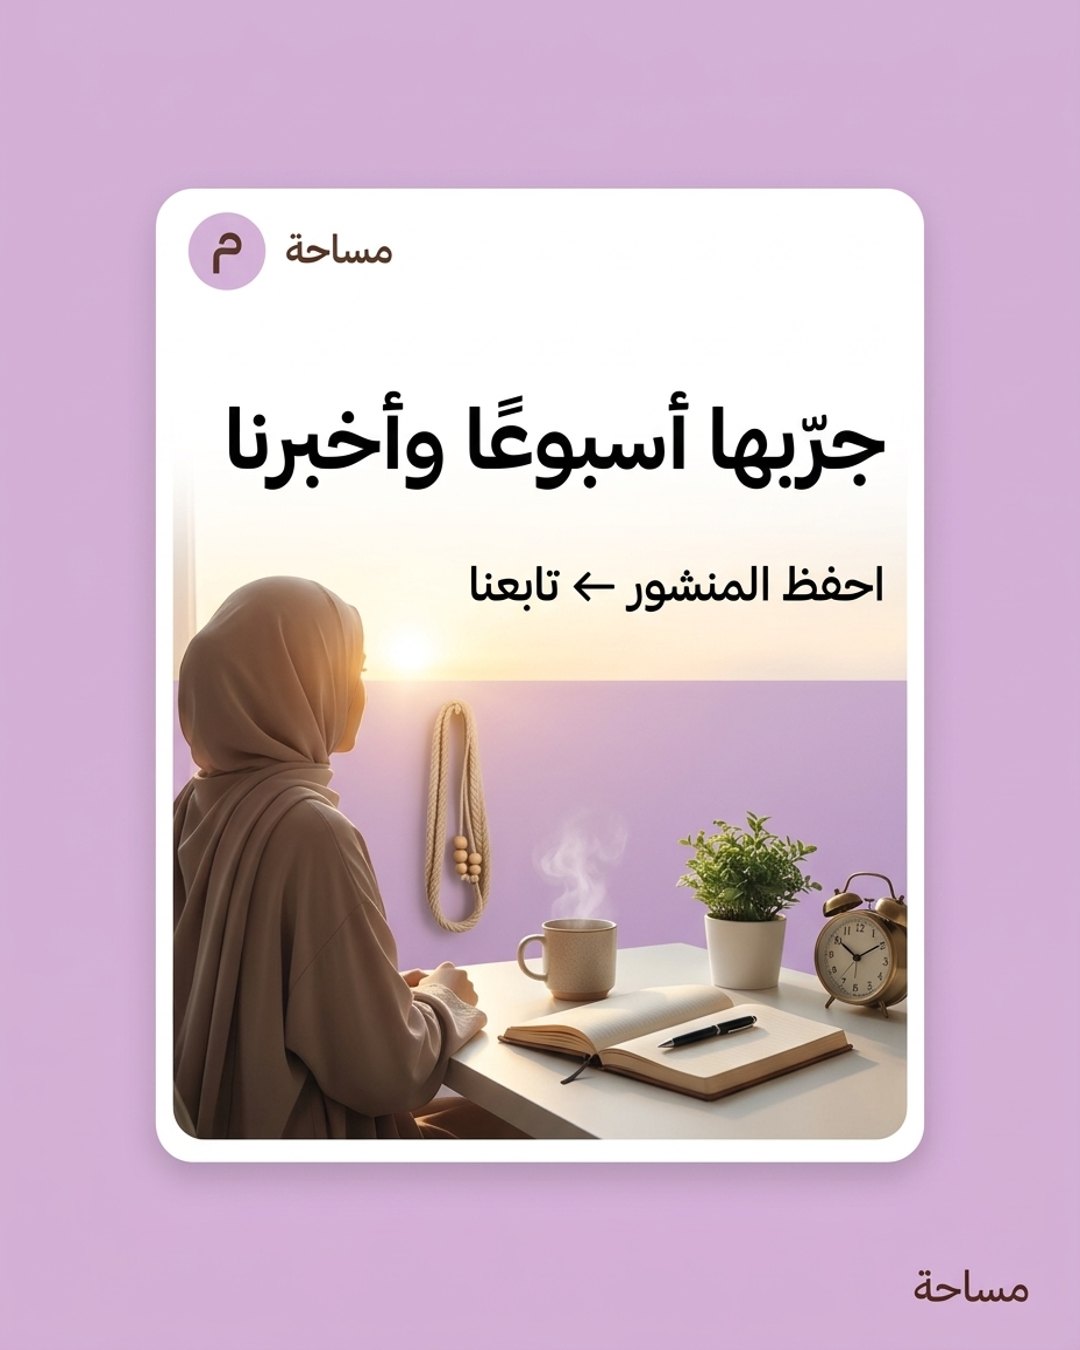 م
مساحة
جرّبها أسبوعًا وأخبرنا
احفظ المنشور ← تابعنا
مساحة